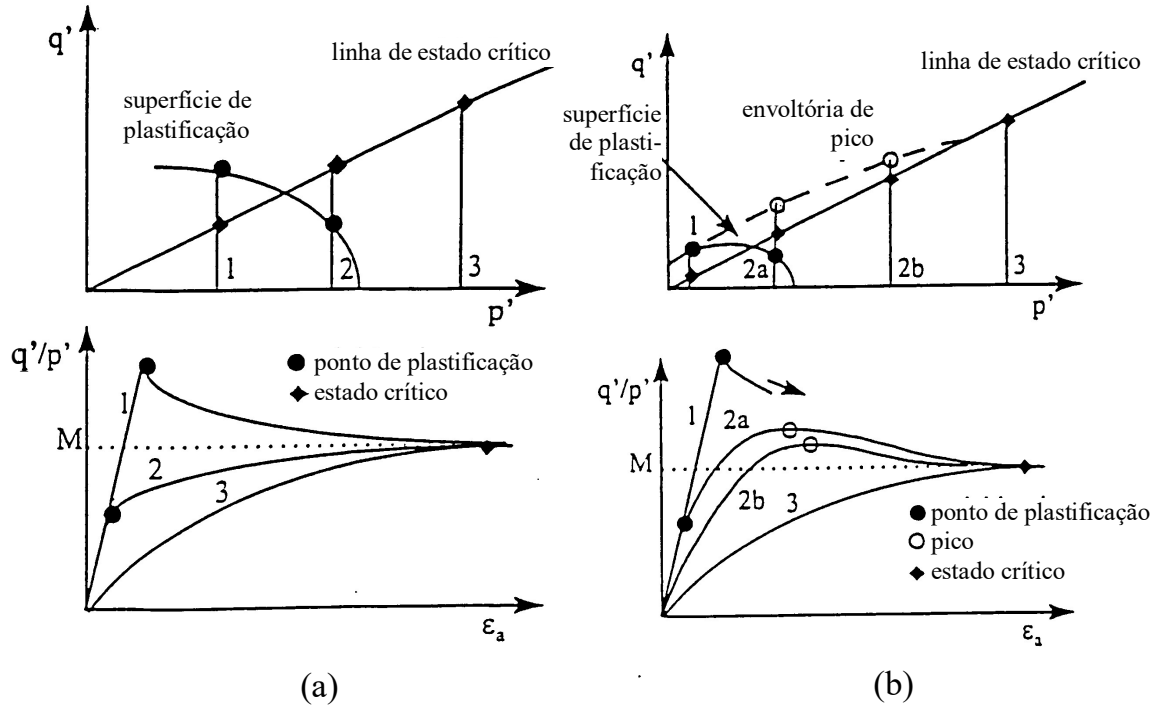 q'
linha de estado crítico
superfície de
plastificação
1
2
3
p'
q'/p'
ponto de plastificação
estado crítico
1
M
2
3
εa
(a)
q'
linha de estado crítico
envoltória de
pico
superfície
de plasti-
ficação
1
2a
2b
3
p'
q'/p'
1
2a
M
2b
3
ponto de plastificação
pico
estado crítico
(b)